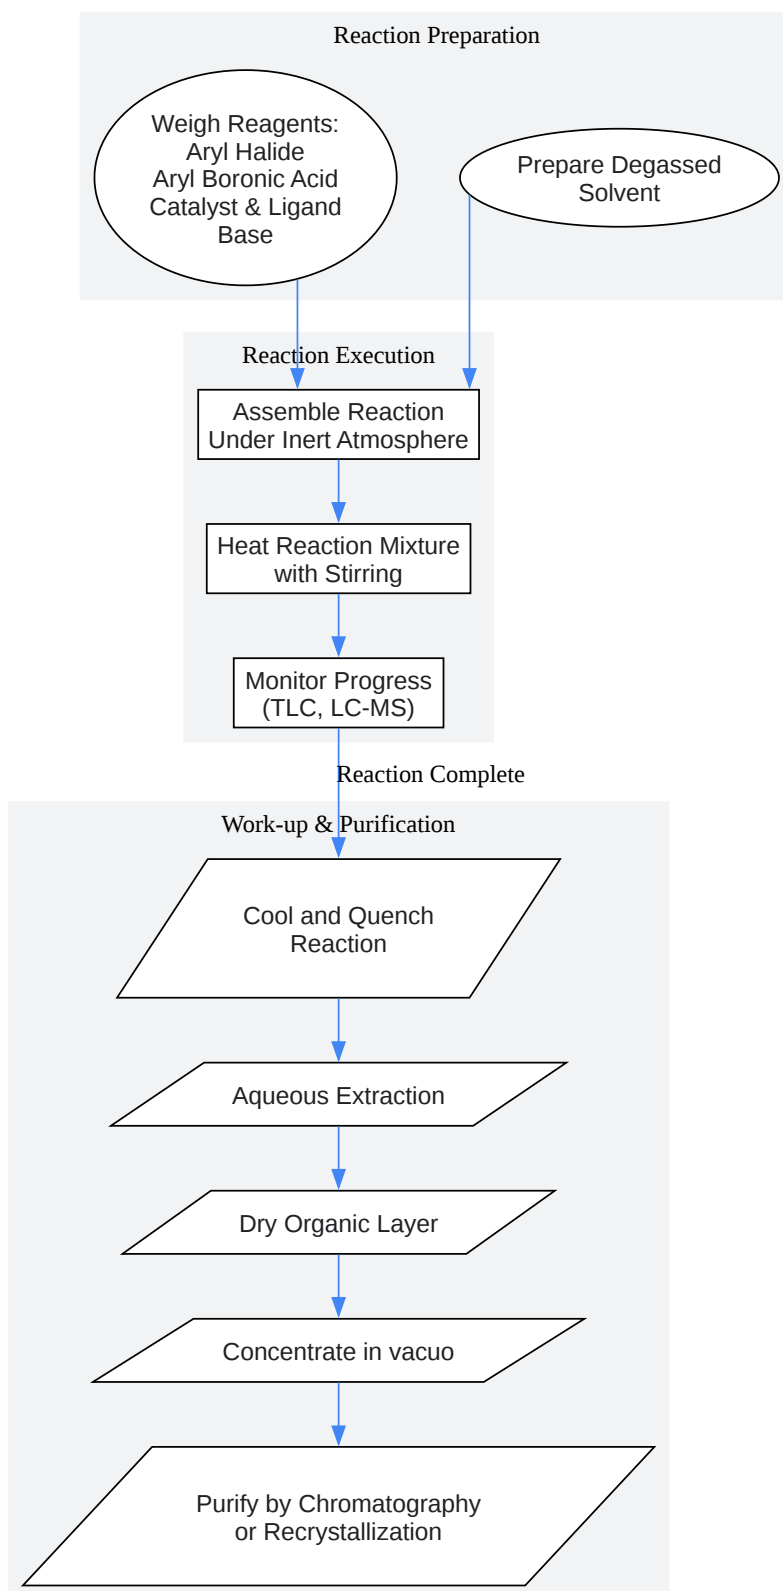 Reaction Preparation
Weigh Reagents:
Aryl Halide
Aryl Boronic Acid
Catalyst & Ligand
Base
Prepare Degassed
Solvent
Reaction Execution
Assemble Reaction
Under Inert Atmosphere
Heat Reaction Mixture
with Stirring
Monitor Progress
(TLC, LC-MS)
Reaction Complete
Work-up & Purification
Cool and Quench
Reaction
Aqueous Extraction
Dry Organic Layer
Concentrate in vacuo
Purify by Chromatography
or Recrystallization